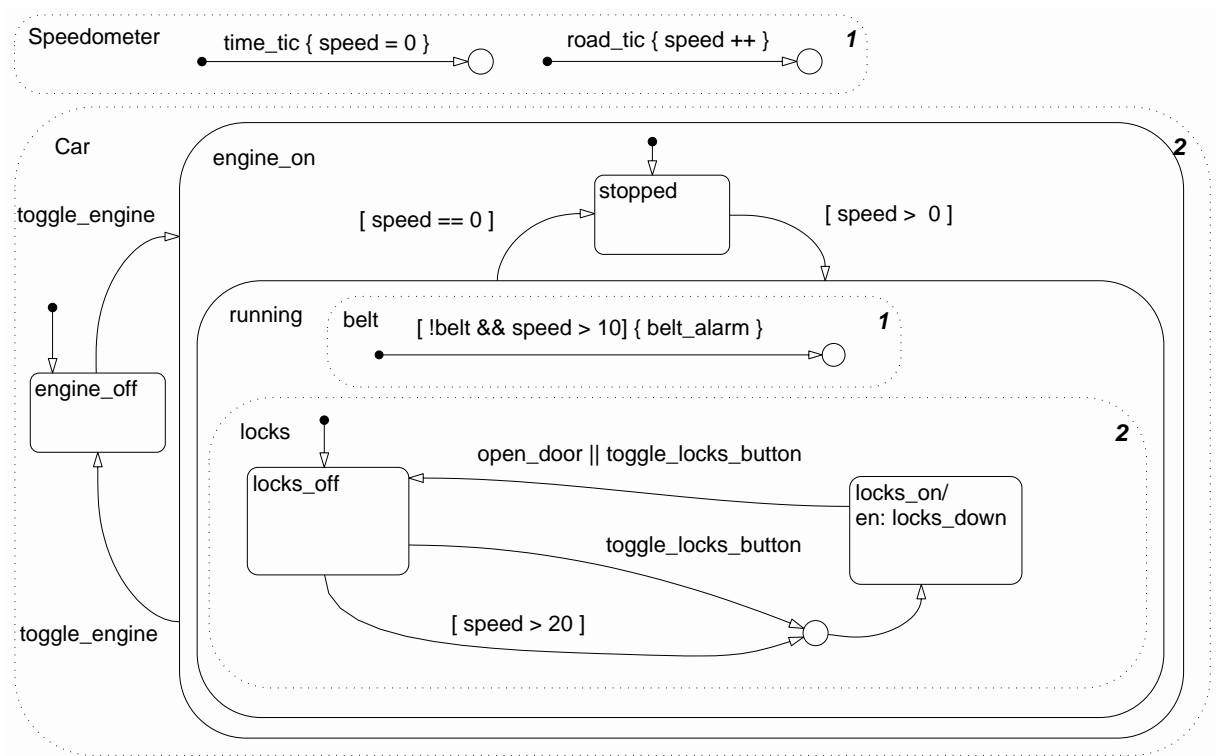 Speedometer
time_tic { speed = 0 }
road_tic { speed ++ }
1
Car
2
engine_on
toggle_engine
stopped
[ speed == 0 ]
[ speed >  0 ]
running
belt
[ !belt && speed > 10] { belt_alarm }
1
engine_off
locks
2
open_door || toggle_locks_button
locks_off
locks_on/
en: locks_down
toggle_locks_button
[ speed > 20 ]
toggle_engine